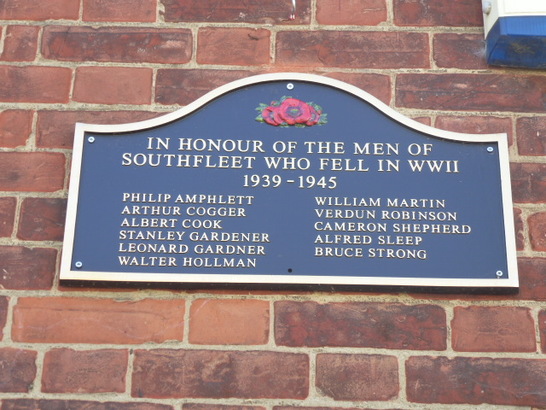 IN HONOUR OF THE MEN OF
SOUTHFLEET WHO FELL IN WWII
1939 - 1945
PHILIP AMPHLETT
ARTHUR COGGER
ALBERT COOK
STANLEY GARDENER
LEONARD GARDNER
WALTER HOLLMAN
WILLIAM MARTIN
VERDUN ROBINSON
CAMERON SHEPHERD
ALFRED SLEEP
BRUCE STRONG